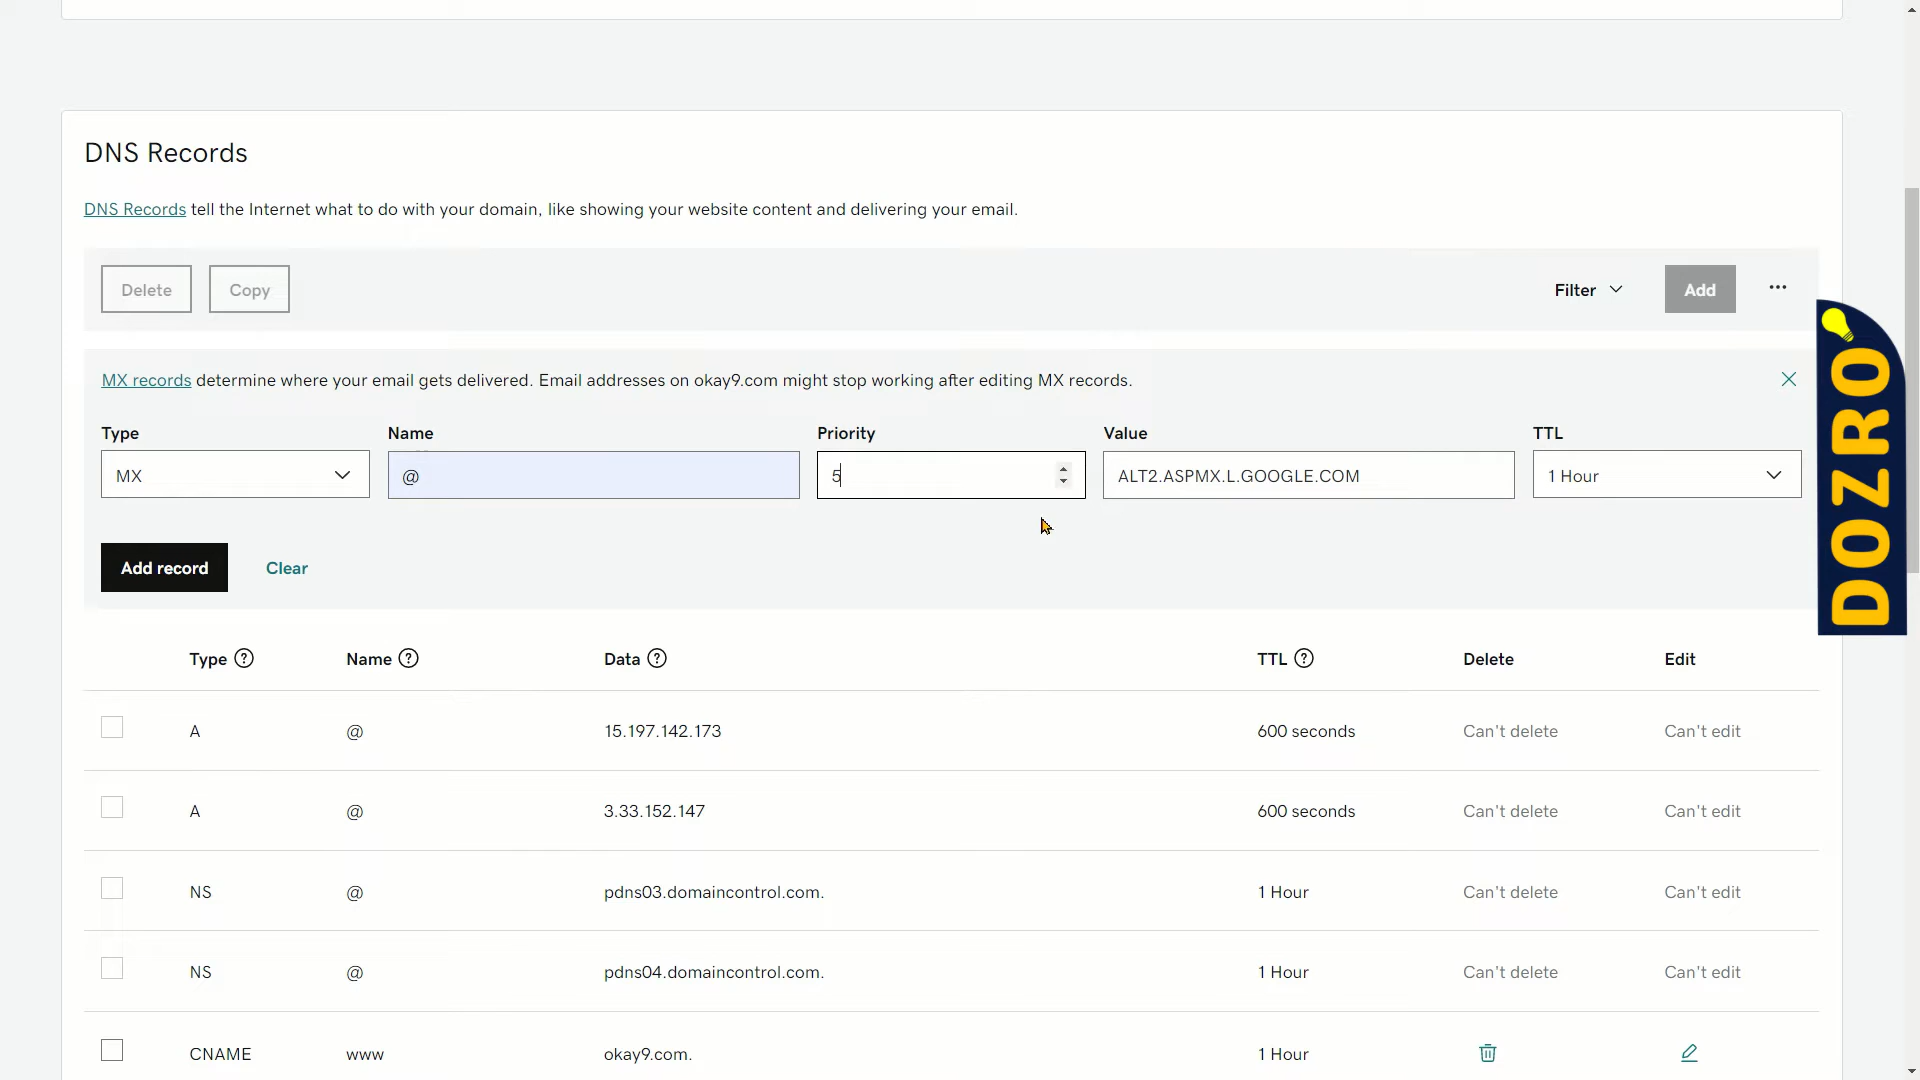 DNS Records
DNS Records tell the Internet what to do with your domain, like showing your website content and delivering your email.
Delete Copy Filter Add ...
MX records determine where your email gets delivered. Email addresses on okay9.com might stop working after editing MX records.
Type Name Priority Value TTL
MX @ 5 ALT2.ASPMX.L.GOOGLE.COM 1 Hour
Add record Clear
Type ? Name ? Data ? TTL ? Delete Edit
A @ 15.197.142.173 600 seconds Can't delete Can't edit
A @ 3.33.152.147 600 seconds Can't delete Can't edit
NS @ pdns03.domaincontrol.com. 1 Hour Can't delete Can't edit
NS @ pdns04.domaincontrol.com. 1 Hour Can't delete Can't edit
CNAME www okay9.com. 1 Hour
DOZRO